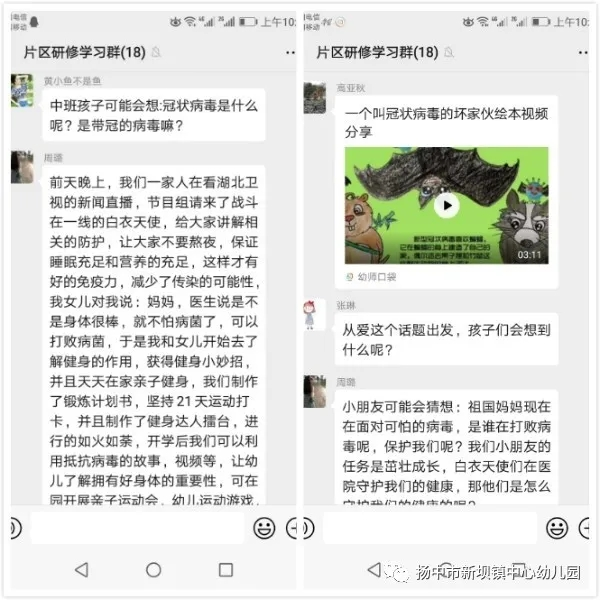 中国电信
中国移动
上午10:
片区研修学习群(18)
黄小鱼不是鱼
中班孩子可能会想:冠状病毒是什么
呢？是带冠的病毒嘛？
周璐
前天晚上，我们一家人在看湖北卫
视的新闻直播，节目组请来了战斗
在一线的白衣天使，给大家讲解相
关的防护，让大家不要熬夜，保证
睡眠充足和营养的充足，这样才有
好的免疫力，减少了传染的可能性，
我女儿对我说：妈妈，医生说是不
是身体很棒，就不怕病菌了，可以
打败病菌，于是我和女儿开始去了
解健身的作用，获得健身小妙招，
并且天天在家亲子健身，我们制作
了锻炼计划书，坚持 21 天运动打
卡，并且制作了健身达人擂台，进
行的如火如荼，开学后我们可以利
用抵抗病毒的故事，视频等，让幼
儿了解拥有好身体的重要性，可在
园开展亲子运动会，幼儿运动游戏，
上午10:
片区研修学习群(18)
高亚秋
一个叫冠状病毒的坏家伙绘本视频
分享
03:11
幼师口袋
张琳
从爱这个话题出发，孩子们会想到
什么呢？
周璐
小朋友可能会猜想：祖国妈妈现在
在面对可怕的病毒，是谁在打败病
毒呢，保护我们呢？我们小朋友的
任务是茁壮成长，白衣天使们在医
院守护我们的健康，那他们是怎么
守护我们的健康的呢？
扬中市新坝镇中心幼儿园